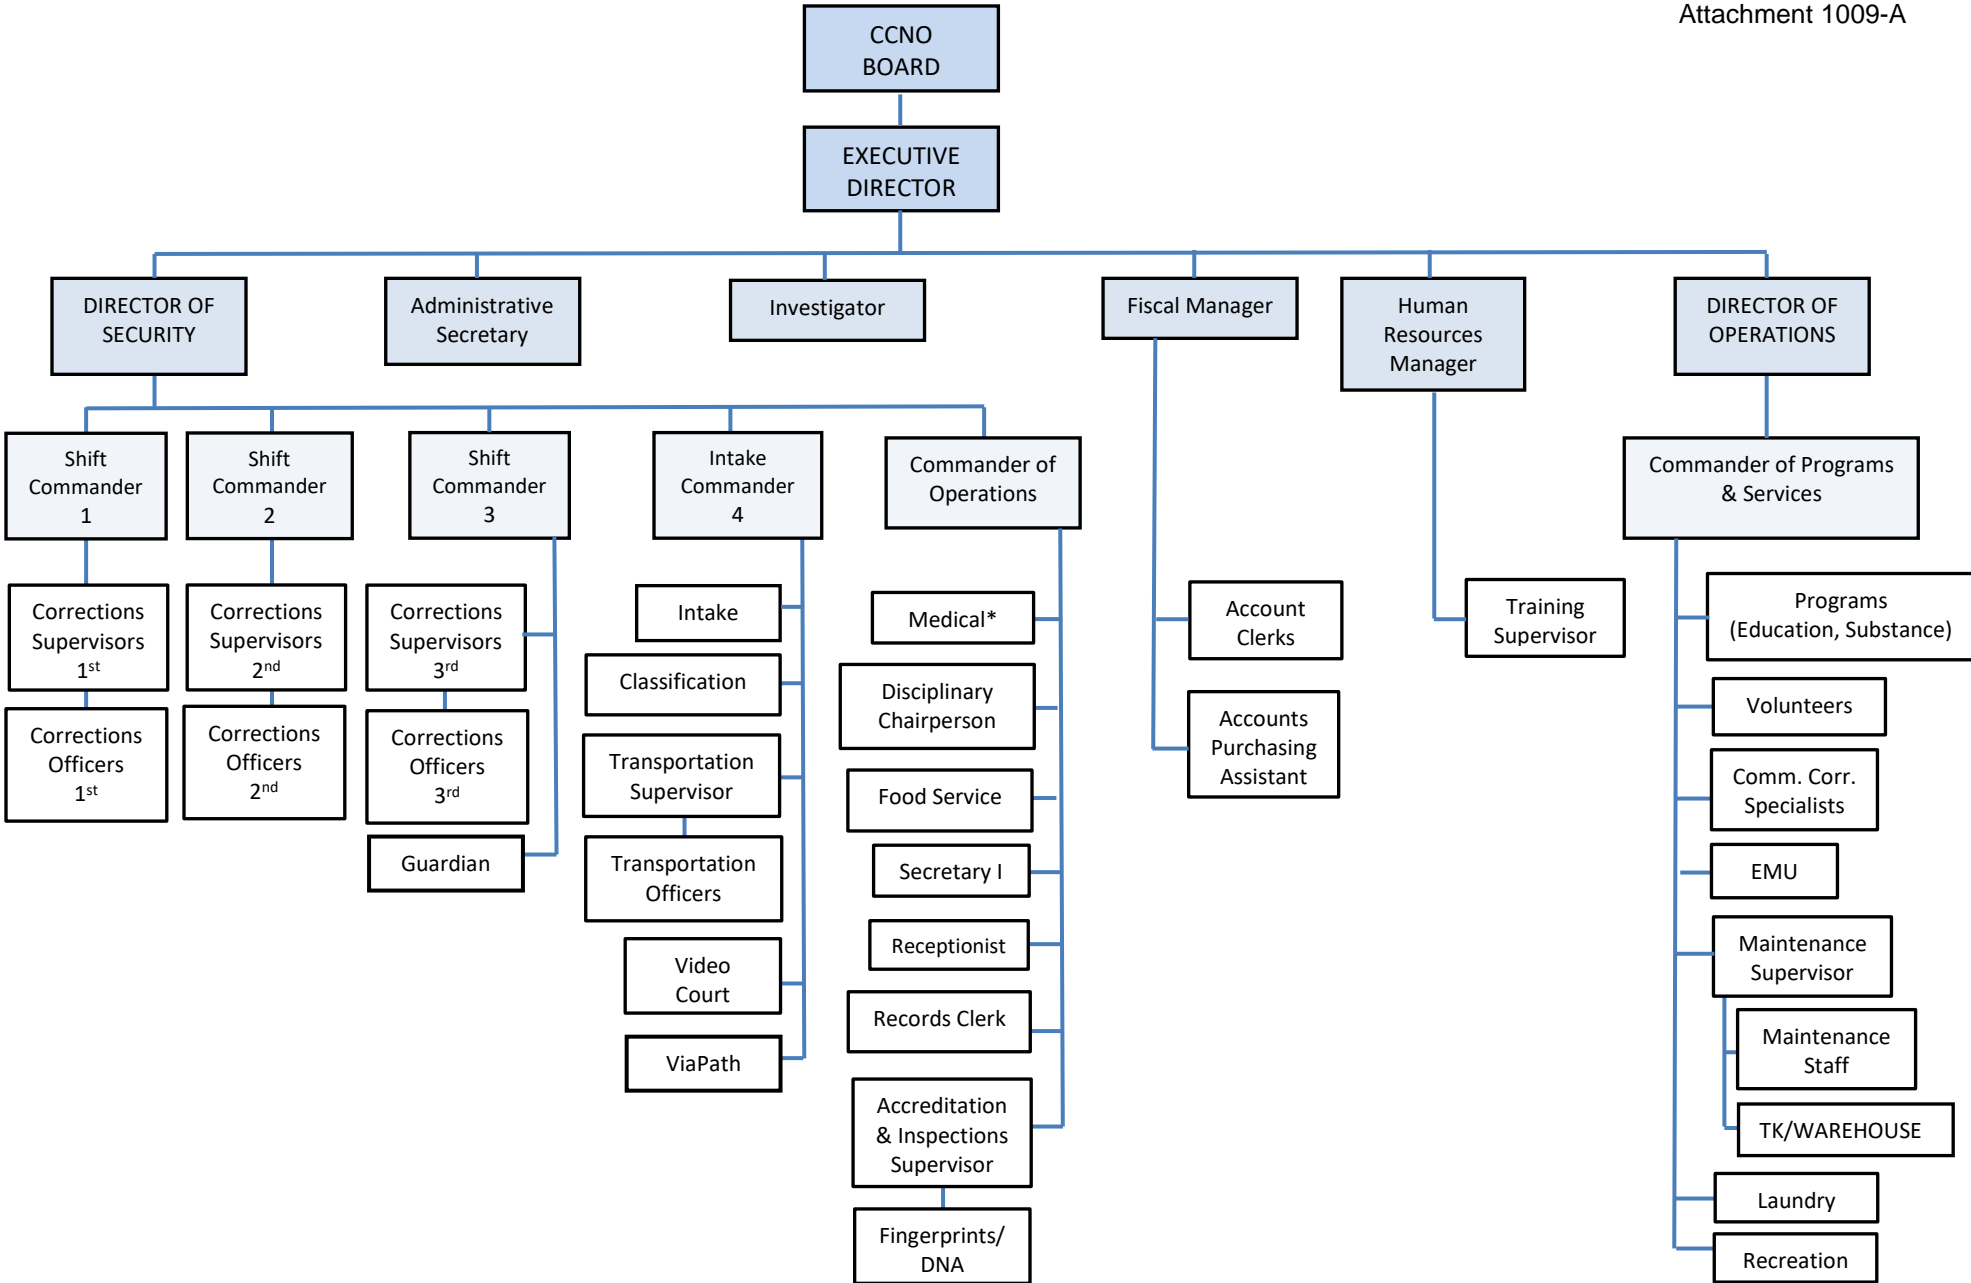 Attachment 1009-A
CCNO
BOARD
EXECUTIVE
DIRECTOR
DIRECTOR OF
SECURITY
Administrative
Secretary
Investigator
Fiscal Manager
Human
Resources
Manager
DIRECTOR OF
OPERATIONS
Shift
Commander
1
Shift
Commander
2
Shift
Commander
3
Intake
Commander
4
Commander of
Operations
Commander of Programs
& Services
Corrections
Supervisors
1st
Corrections
Officers
1st
Corrections
Supervisors
2nd
Corrections
Officers
2nd
Corrections
Supervisors
3rd
Corrections
Officers
3rd
Guardian
Intake
Classification
Transportation
Supervisor
Transportation
Officers
Video
Court
ViaPath
Medical*
Disciplinary
Chairperson
Food Service
Secretary I
Receptionist
Records Clerk
Accreditation
& Inspections
Supervisor
Fingerprints/
DNA
Account
Clerks
Accounts
Purchasing
Assistant
Training
Supervisor
Programs
(Education, Substance)
Volunteers
Comm. Corr.
Specialists
EMU
Maintenance
Supervisor
Maintenance
Staff
TK/WAREHOUSE
Laundry
Recreation